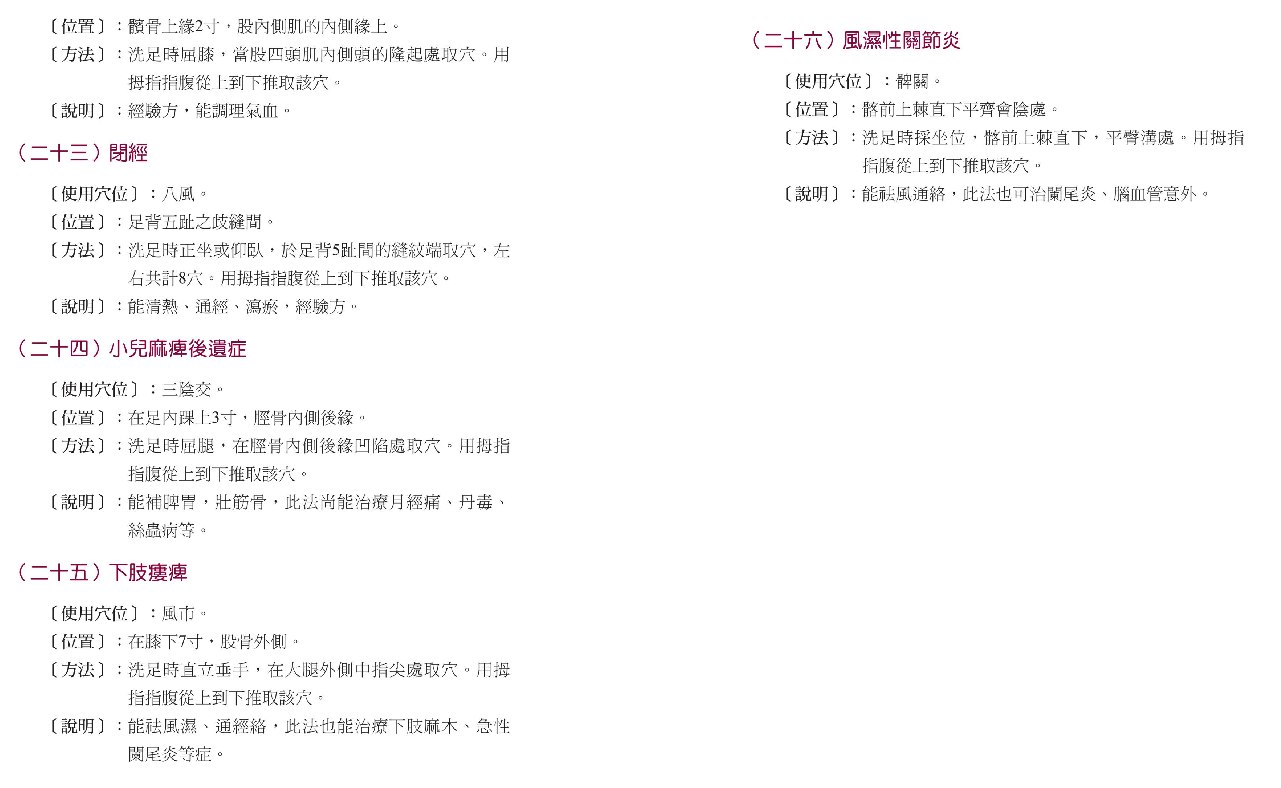 〔位置〕：髕骨上緣2寸，股內側肌的內側緣上。
〔方法〕：洗足時屈膝，當股四頭肌內側頭的隆起處取穴。用
拇指指腹從上到下推取該穴。
〔說明〕：經驗方，能調理氣血。
（二十三）閉經
〔使用穴位〕：八風。
〔位置〕：足背五趾之歧縫間。
〔方法〕：洗足時正坐或仰臥，於足背5趾間的縫紋端取穴，左
右共計8穴。用拇指指腹從上到下推取該穴。
〔說明〕：能清熱、通經、瀉瘀，經驗方。
（二十四）小兒麻痺後遺症
〔使用穴位〕：三陰交。
〔位置〕：在足內踝上3寸，脛骨內側後緣。
〔方法〕：洗足時屈腿，在脛骨內側後緣凹陷處取穴。用拇指
指腹從上到下推取該穴。
〔說明〕：能補脾胃，壯筋骨，此法尚能治療月經痛、丹毒、
絲蟲病等。
（二十五）下肢瘻痺
〔使用穴位〕：風市。
〔位置〕：在膝下7寸，股骨外側。
〔方法〕：洗足時直立垂手，在大腿外側中指尖處取穴。用拇
指指腹從上到下推取該穴。
〔說明〕：能祛風濕、通經絡，此法也能治療下肢麻木、急性
闌尾炎等症。
（二十六）風濕性關節炎
〔使用穴位〕：髀關。
〔位置〕：髂前上棘直下平齊會陰處。
〔方法〕：洗足時採坐位，髂前上棘直下，平臀溝處。用拇指
指腹從上到下推取該穴。
〔說明〕：能祛風通絡，此法也可治闌尾炎、腦血管意外。